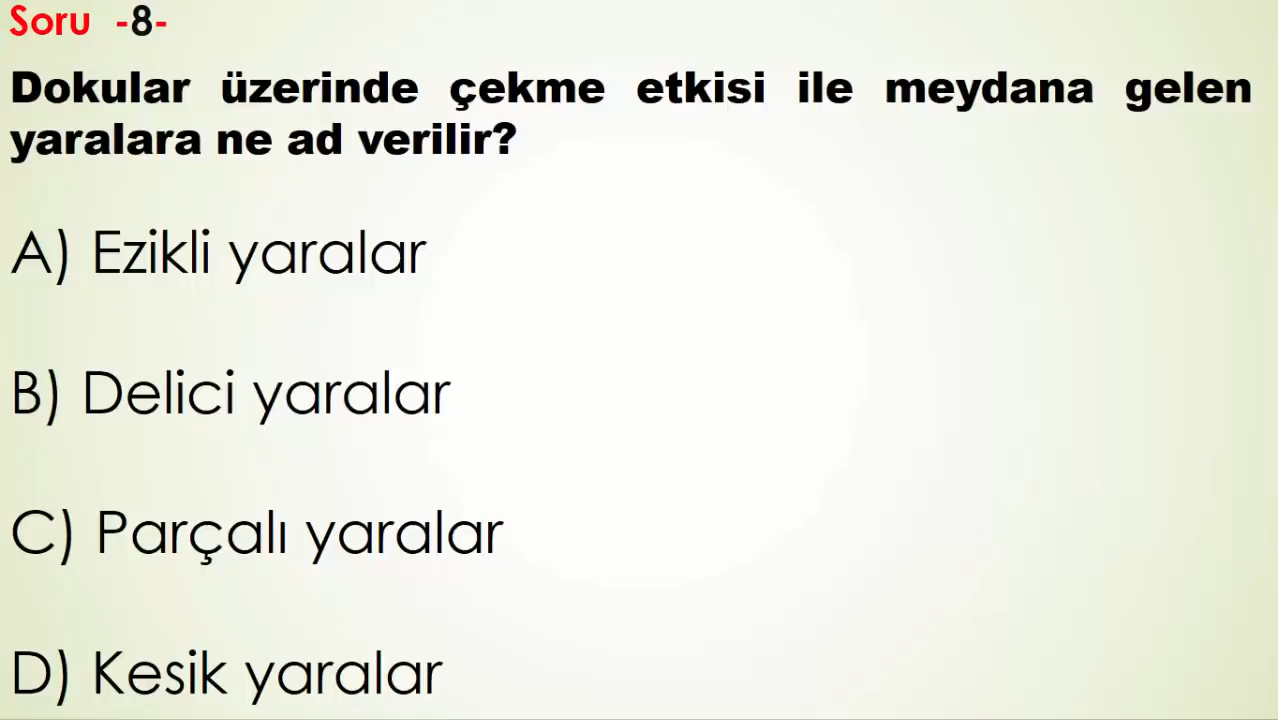 Soru -8-
Dokular üzerinde çekme etkisi ile meydana gelen
yaralara ne ad verilir?
A) Ezikli yaralar
B) Delici yaralar
C) Parçalı yaralar
D) Kesik yaralar